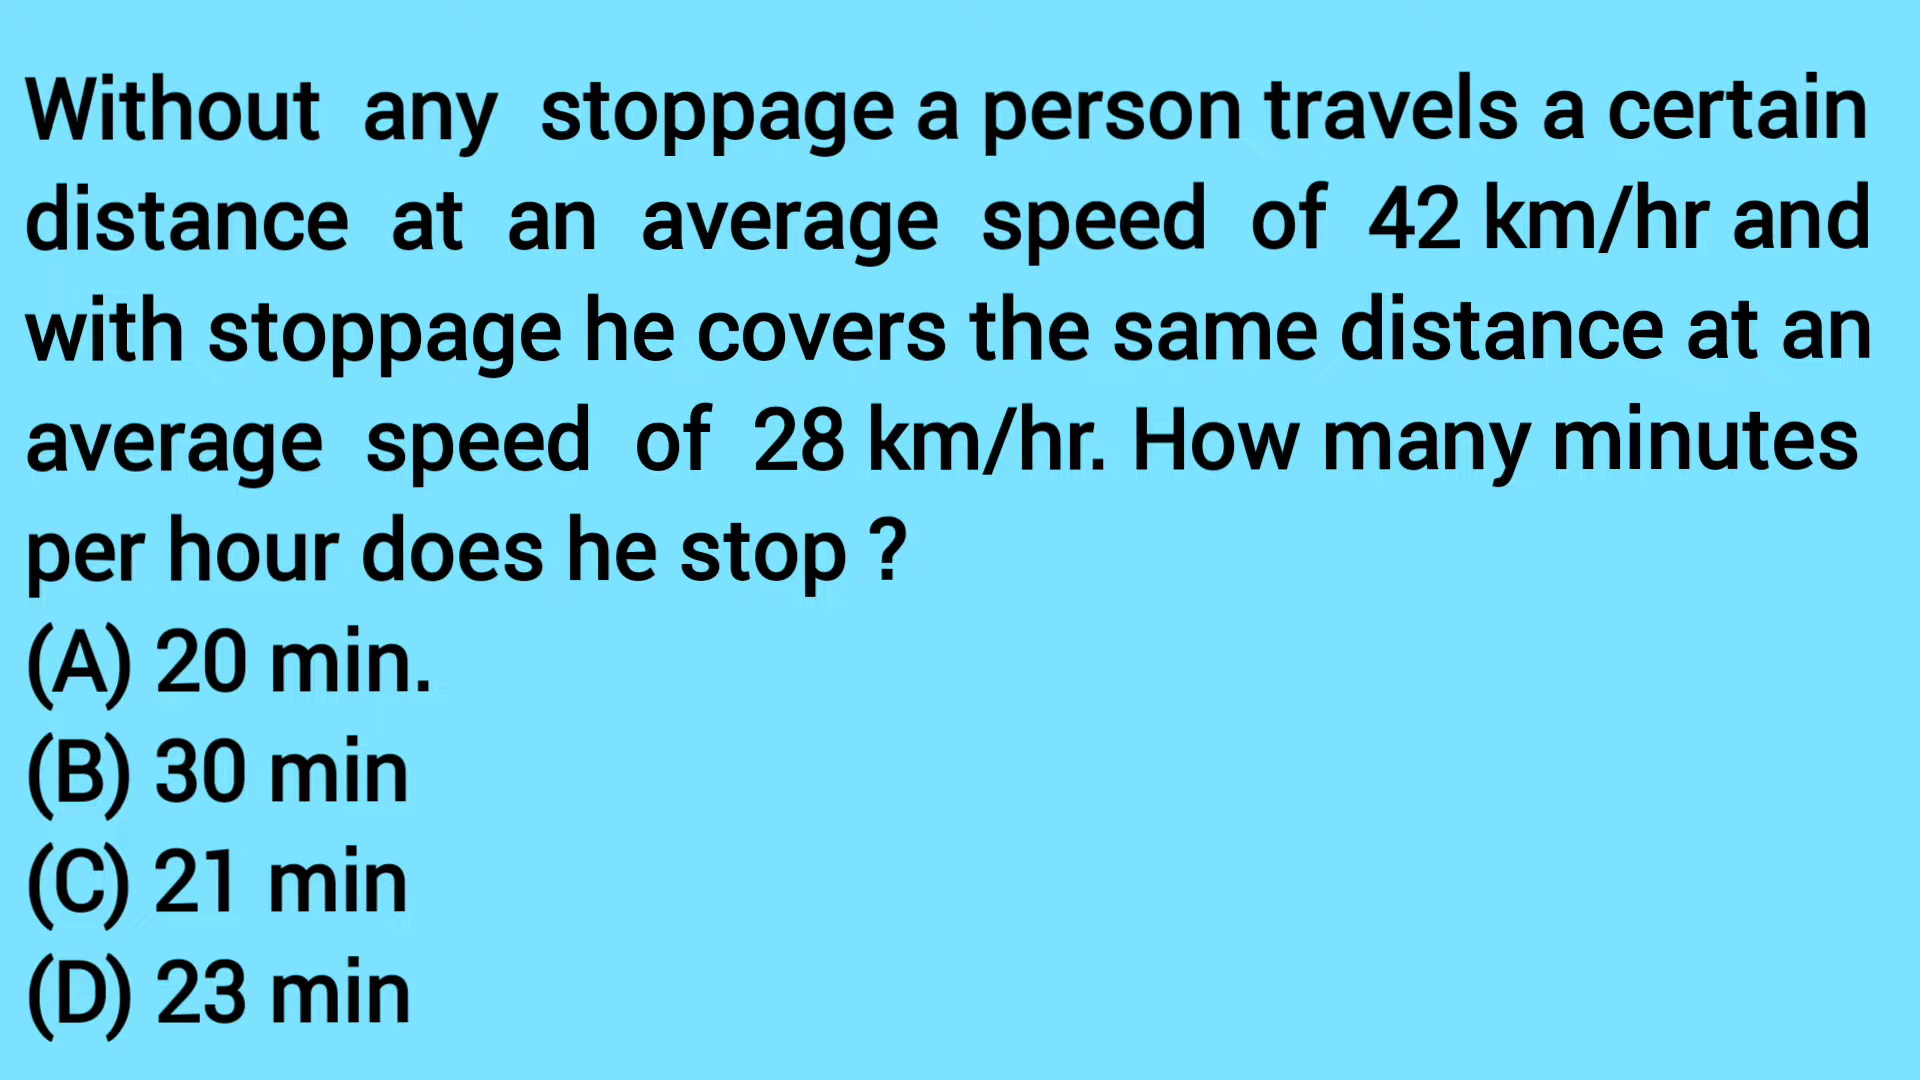 Without any stoppage a person travels a certain
distance at an average speed of 42 km/hr and
with stoppage he covers the same distance at an
average speed of 28 km/hr. How many minutes
per hour does he stop ?
(A) 20 min.
(B) 30 min
(C) 21 min
(D) 23 min